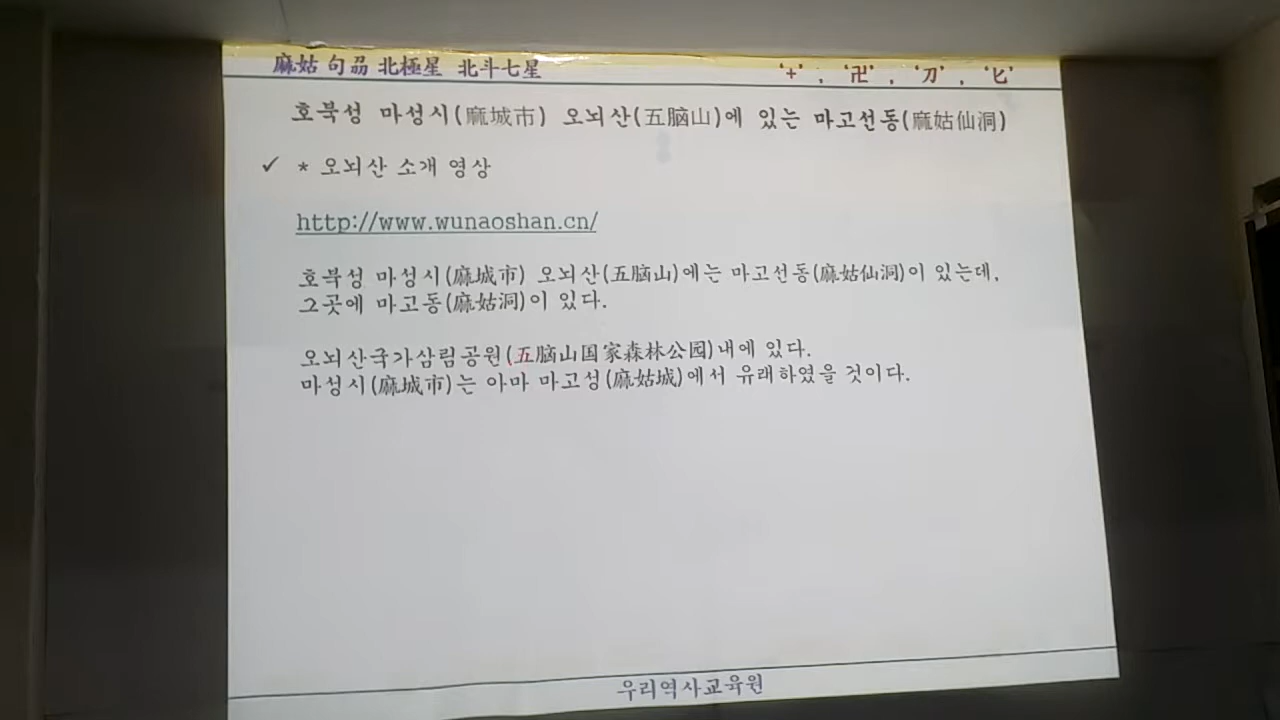 麻姑 句茘 北極星 北斗七星
'+', '卍', '刀', '匕'
호북성 마성시(麻城市) 오뇌산(五脑山)에 있는 마고선동(麻姑仙洞)
✓ * 오뇌산 소개 영상
http://www.wunaoshan.cn/
호북성 마성시(麻城市) 오뇌산(五脑山)에는 마고선동(麻姑仙洞)이 있는데,
그곳에 마고동(麻姑洞)이 있다.
오뇌산국가삼림공원(五脑山国家森林公园)내에 있다.
마성시(麻城市)는 아마 마고성(麻姑城)에서 유래하였을 것이다.
우리역사교육원